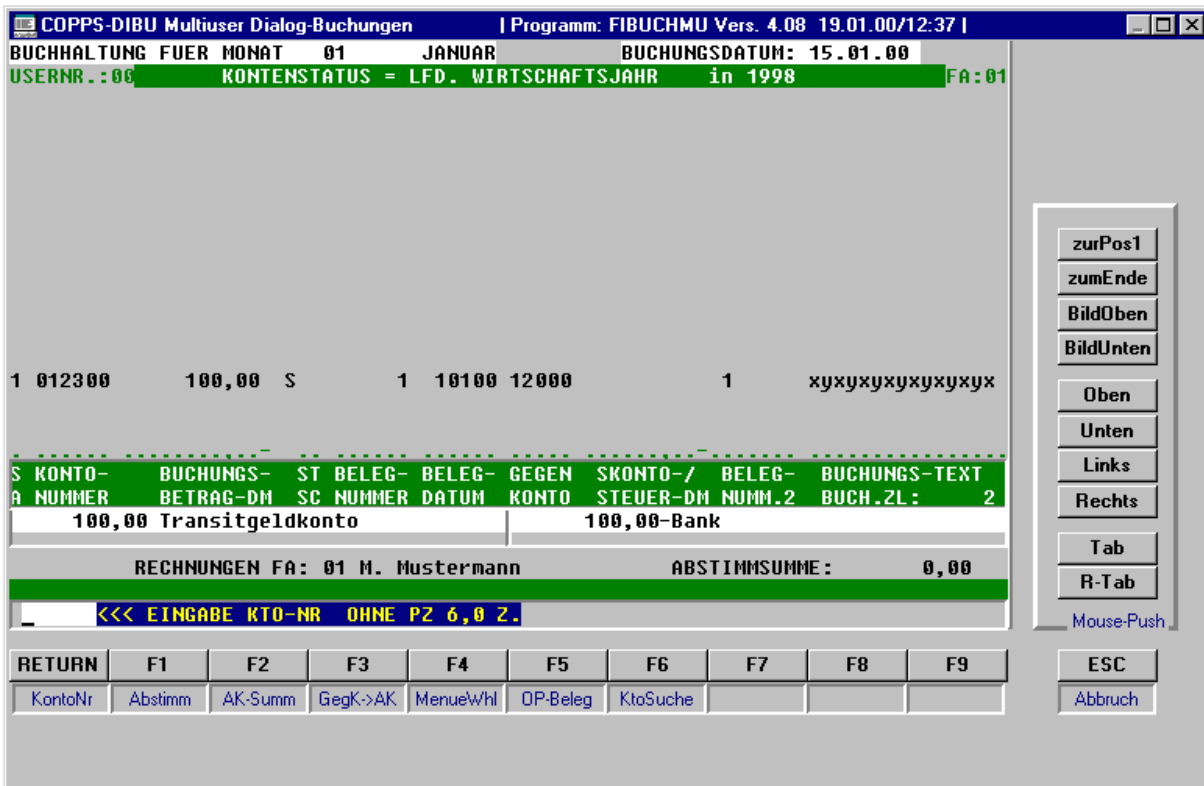 COPPS-DIBU Multiuser Dialog-Buchungen | Programm: FIBUCHMU Vers. 4.08 19.01.00/12:37 |
BUCHHALTUNG FUER MONAT 01 JANUAR BUCHUNGSDATUM: 15.01.00
USERNR.:00 KONTENSTATUS = LFD. WIRTSCHAFTSJAHR in 1998 FA:01
zurPos1
zumEnde
BildOben
BildUnten
1 012300 100,00 S 1 10100 12000 1 xyxyxyxyxyxyxyx
Oben
Unten
Links
Rechts
S KONTO- BUCHUNGS- ST BELEG- BELEG- GEGEN SKONTO-/ BELEG- BUCHUNGS-TEXT
A NUMMER BETRAG-DM SC NUMMER DATUM KONTO STEUER-DM NUMM.2 BUCH.ZL: 2
100,00 Transitgeldkonto 100,00-Bank
Tab
R-Tab
Mouse-Push
RECHNUNGEN FA: 01 M. Mustermann ABSTIMMSUMME: 0,00
_ <<< EINGABE KTO-NR OHNE PZ 6,0 Z.
RETURN F1 F2 F3 F4 F5 F6 F7 F8 F9 ESC
KontoNr Abstimm AK-Summ GegK->AK MenueWhl OP-Beleg KtoSuche Abbruch